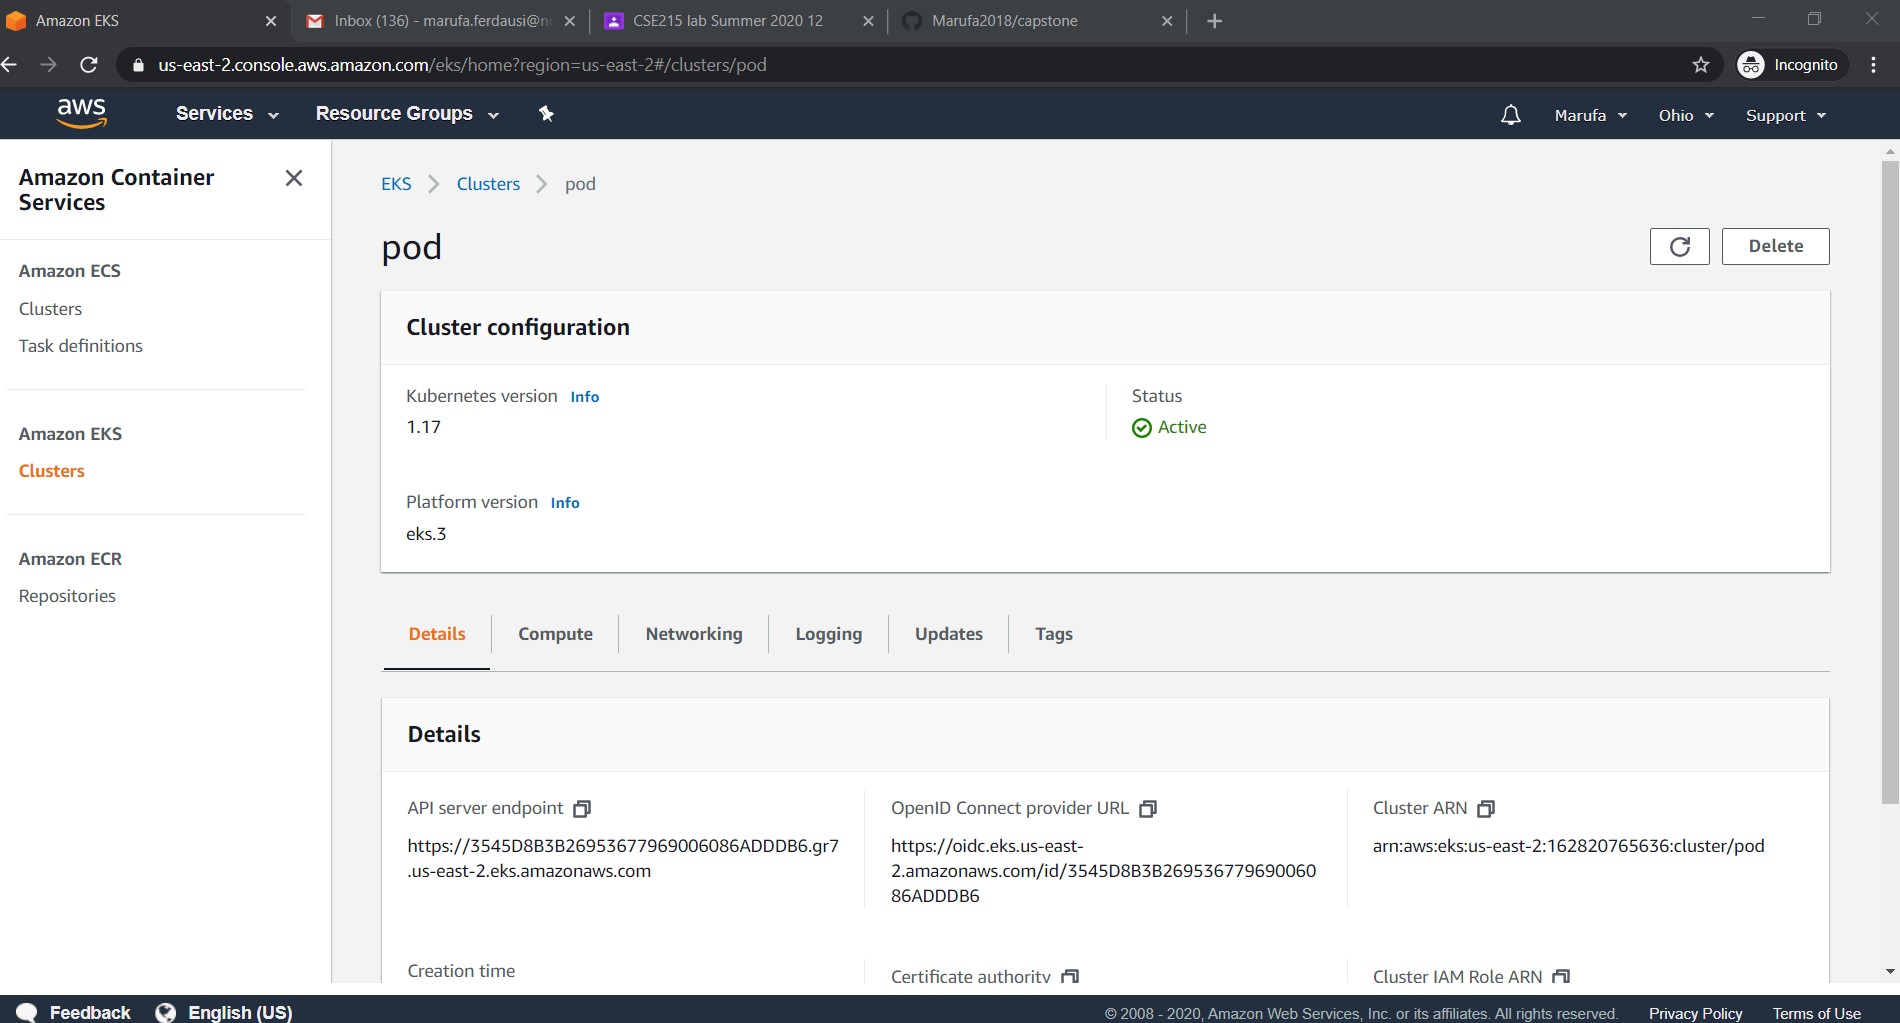 Amazon EKS
Inbox (136) - marufa.ferdausi@n
CSE215 lab Summer 2020 12
Marufa2018/capstone
us-east-2.console.aws.amazon.com/eks/home?region=us-east-2#/clusters/pod
Incognito
aws
Services
Resource Groups
Marufa
Ohio
Support
Amazon Container
Services
Amazon ECS
Clusters
Task definitions
Amazon EKS
Clusters
Amazon ECR
Repositories
EKS
Clusters
pod
pod
Delete
Cluster configuration
Kubernetes version Info
1.17
Status
Active
Platform version Info
eks.3
Details
Compute
Networking
Logging
Updates
Tags
Details
API server endpoint
https://3545D8B3B26953677969006086ADDDB6.gr7
.us-east-2.eks.amazonaws.com
OpenID Connect provider URL
https://oidc.eks.us-east-
2.amazonaws.com/id/3545D8B3B269536779690060
86ADDDB6
Cluster ARN
arn:aws:eks:us-east-2:162820765636:cluster/pod
Creation time
Certificate authority
Cluster IAM Role ARN
Feedback
English (US)
© 2008 - 2020, Amazon Web Services, Inc. or its affiliates. All rights reserved.
Privacy Policy
Terms of Use